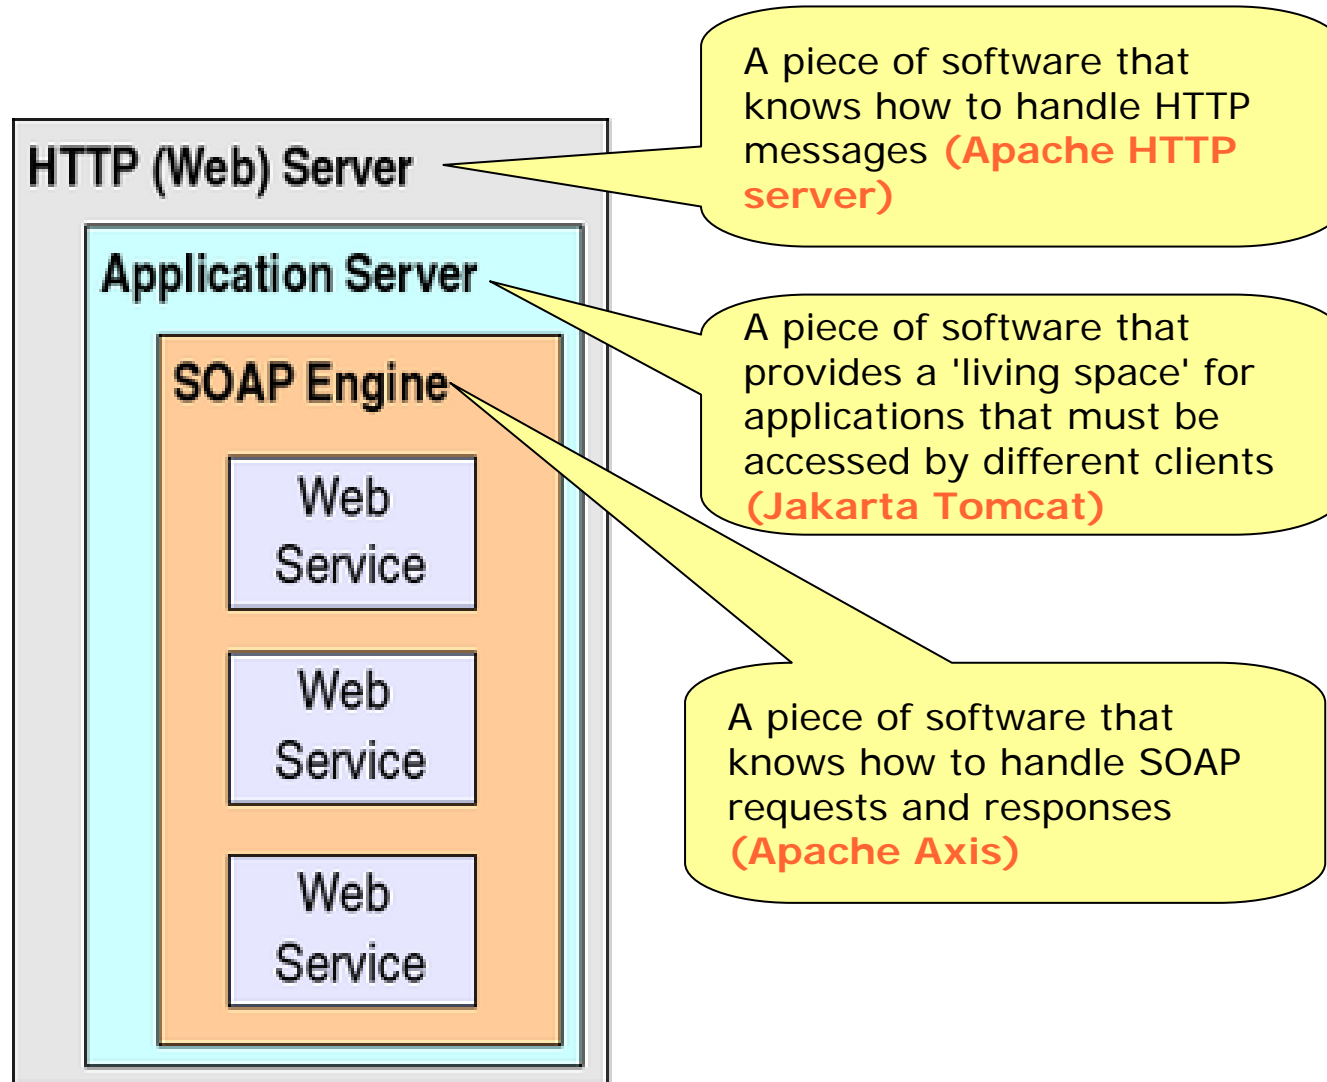 HTTP (Web) Server
Application Server
SOAP Engine
Web
Service
Web
Service
Web
Service
A piece of software that
knows how to handle HTTP
messages (Apache HTTP
server)
A piece of software that
provides a 'living space' for
applications that must be
accessed by different clients
(Jakarta Tomcat)
A piece of software that
knows how to handle SOAP
requests and responses
(Apache Axis)